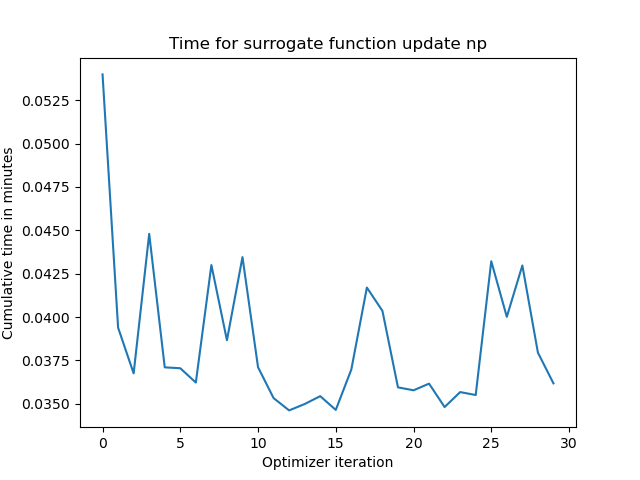 Time for surrogate function update np
0.0525
0.0500
0.0475
0.0450
0.0425
0.0400
0.0375
0.0350
Cumulative time in minutes
0 5 10 15 20 25 30
Optimizer iteration